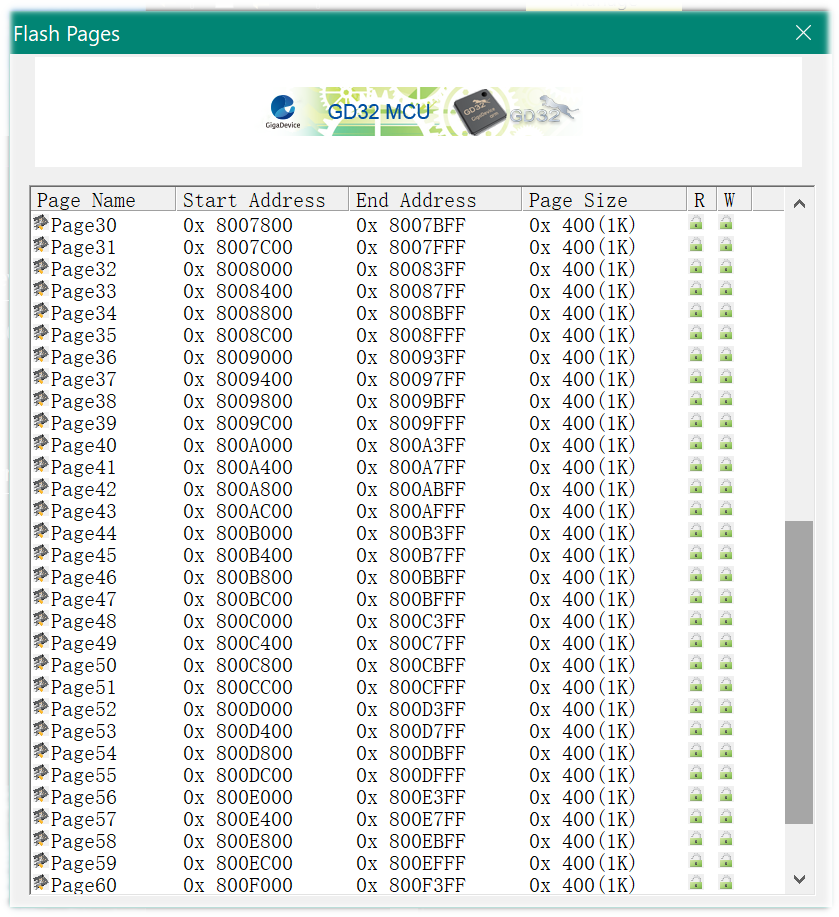 Flash Pages
GigaDevice
GD32 MCU
GD32
GigaDevice
GD32
Page Name Start Address End Address Page Size R W
Page30 0x 8007800 0x 8007BFF 0x 400(1K)
Page31 0x 8007C00 0x 8007FFF 0x 400(1K)
Page32 0x 8008000 0x 80083FF 0x 400(1K)
Page33 0x 8008400 0x 80087FF 0x 400(1K)
Page34 0x 8008800 0x 8008BFF 0x 400(1K)
Page35 0x 8008C00 0x 8008FFF 0x 400(1K)
Page36 0x 8009000 0x 80093FF 0x 400(1K)
Page37 0x 8009400 0x 80097FF 0x 400(1K)
Page38 0x 8009800 0x 8009BFF 0x 400(1K)
Page39 0x 8009C00 0x 8009FFF 0x 400(1K)
Page40 0x 800A000 0x 800A3FF 0x 400(1K)
Page41 0x 800A400 0x 800A7FF 0x 400(1K)
Page42 0x 800A800 0x 800ABFF 0x 400(1K)
Page43 0x 800AC00 0x 800AFFF 0x 400(1K)
Page44 0x 800B000 0x 800B3FF 0x 400(1K)
Page45 0x 800B400 0x 800B7FF 0x 400(1K)
Page46 0x 800B800 0x 800BBFF 0x 400(1K)
Page47 0x 800BC00 0x 800BFFF 0x 400(1K)
Page48 0x 800C000 0x 800C3FF 0x 400(1K)
Page49 0x 800C400 0x 800C7FF 0x 400(1K)
Page50 0x 800C800 0x 800CBFF 0x 400(1K)
Page51 0x 800CC00 0x 800CFFF 0x 400(1K)
Page52 0x 800D000 0x 800D3FF 0x 400(1K)
Page53 0x 800D400 0x 800D7FF 0x 400(1K)
Page54 0x 800D800 0x 800DBFF 0x 400(1K)
Page55 0x 800DC00 0x 800DFFF 0x 400(1K)
Page56 0x 800E000 0x 800E3FF 0x 400(1K)
Page57 0x 800E400 0x 800E7FF 0x 400(1K)
Page58 0x 800E800 0x 800EBFF 0x 400(1K)
Page59 0x 800EC00 0x 800EFFF 0x 400(1K)
Page60 0x 800F000 0x 800F3FF 0x 400(1K)